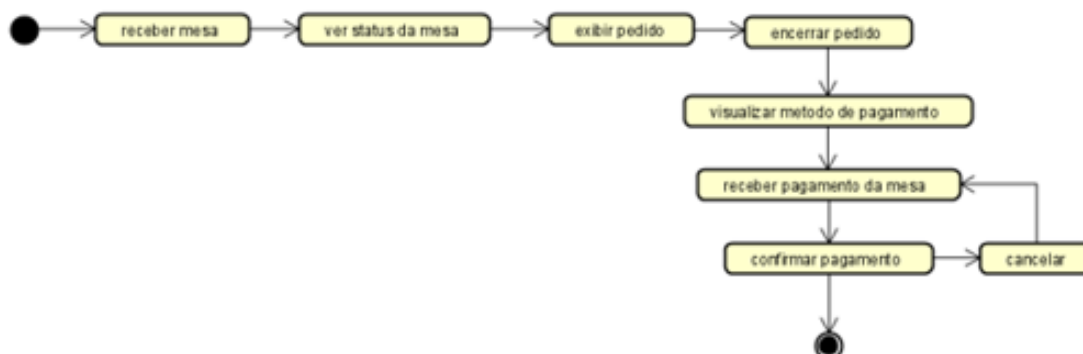 receber mesa
ver status da mesa
exibir pedido
encerrar pedido
visualizar metodo de pagamento
receber pagamento da mesa
confirmar pagamento
cancelar